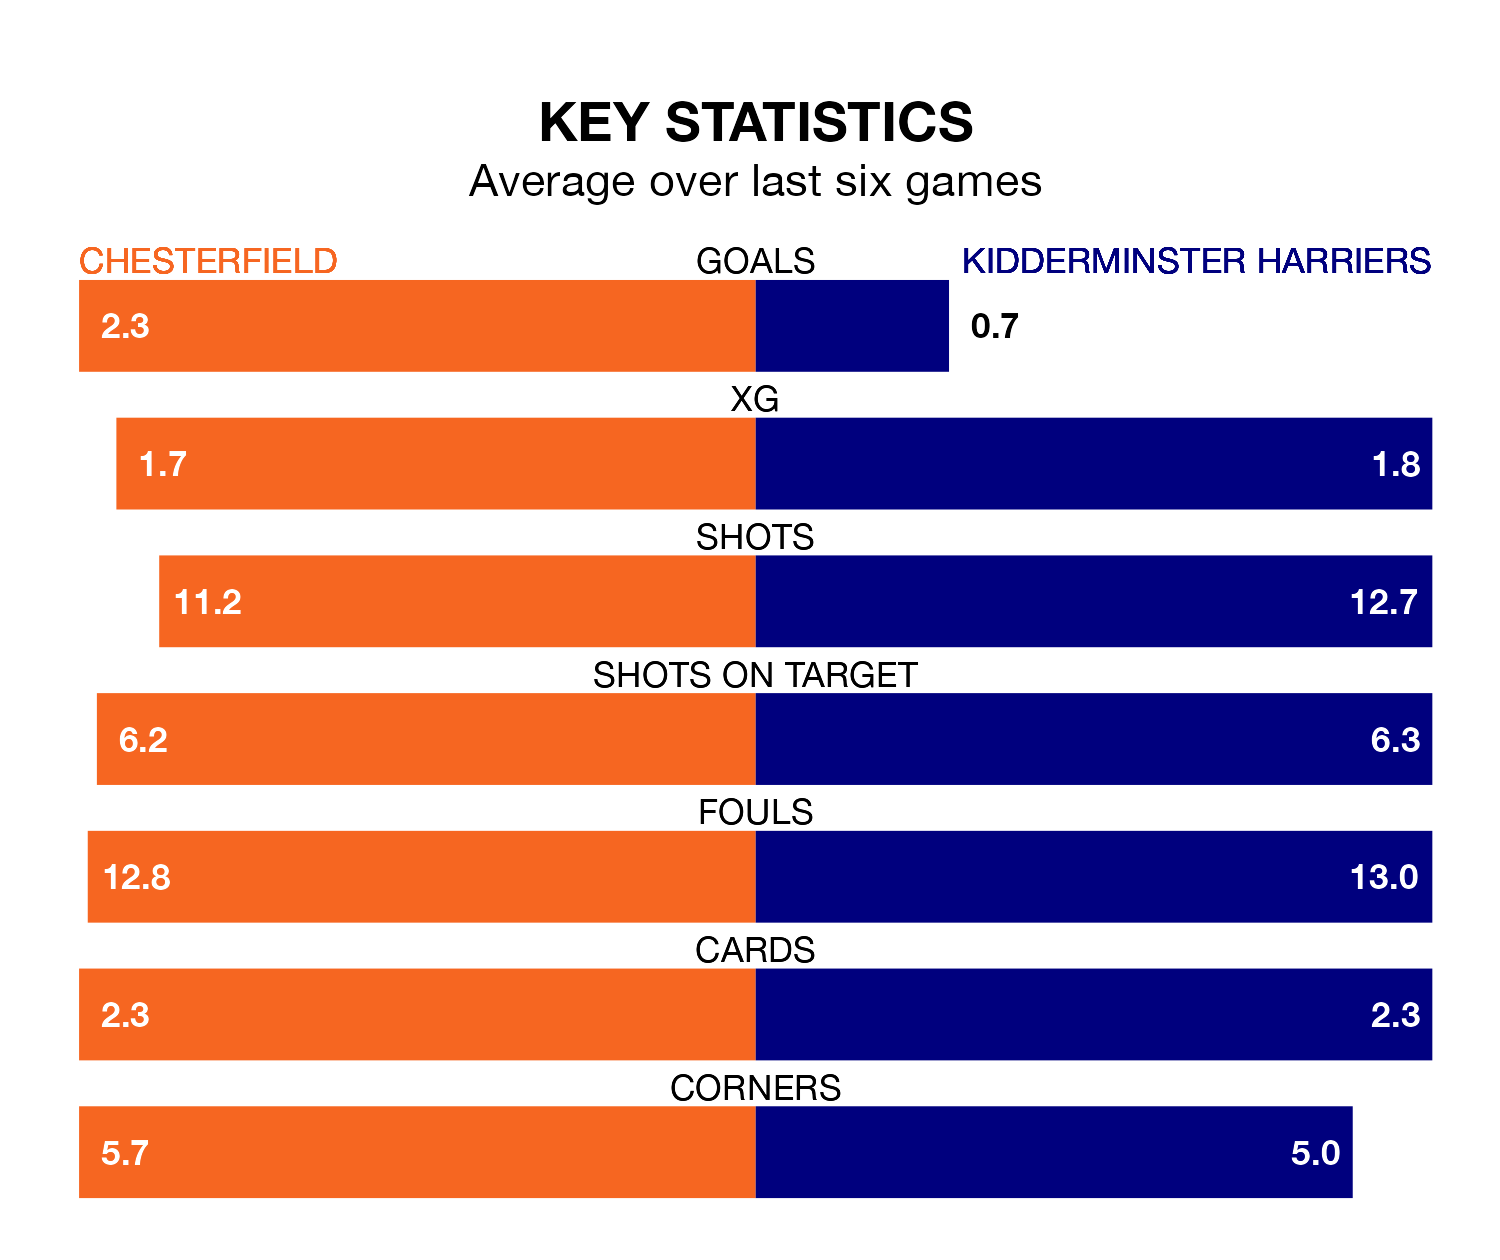 KEY STATISTICS
Average over last six games
CHESTERFIELD GOALS KIDDERMINSTER HARRIERS
2.3 0.7
XG
1.7 1.8
SHOTS
11.2 12.7
SHOTS ON TARGET
6.2 6.3
FOULS
12.8 13.0
CARDS
2.3 2.3
CORNERS
5.7 5.0